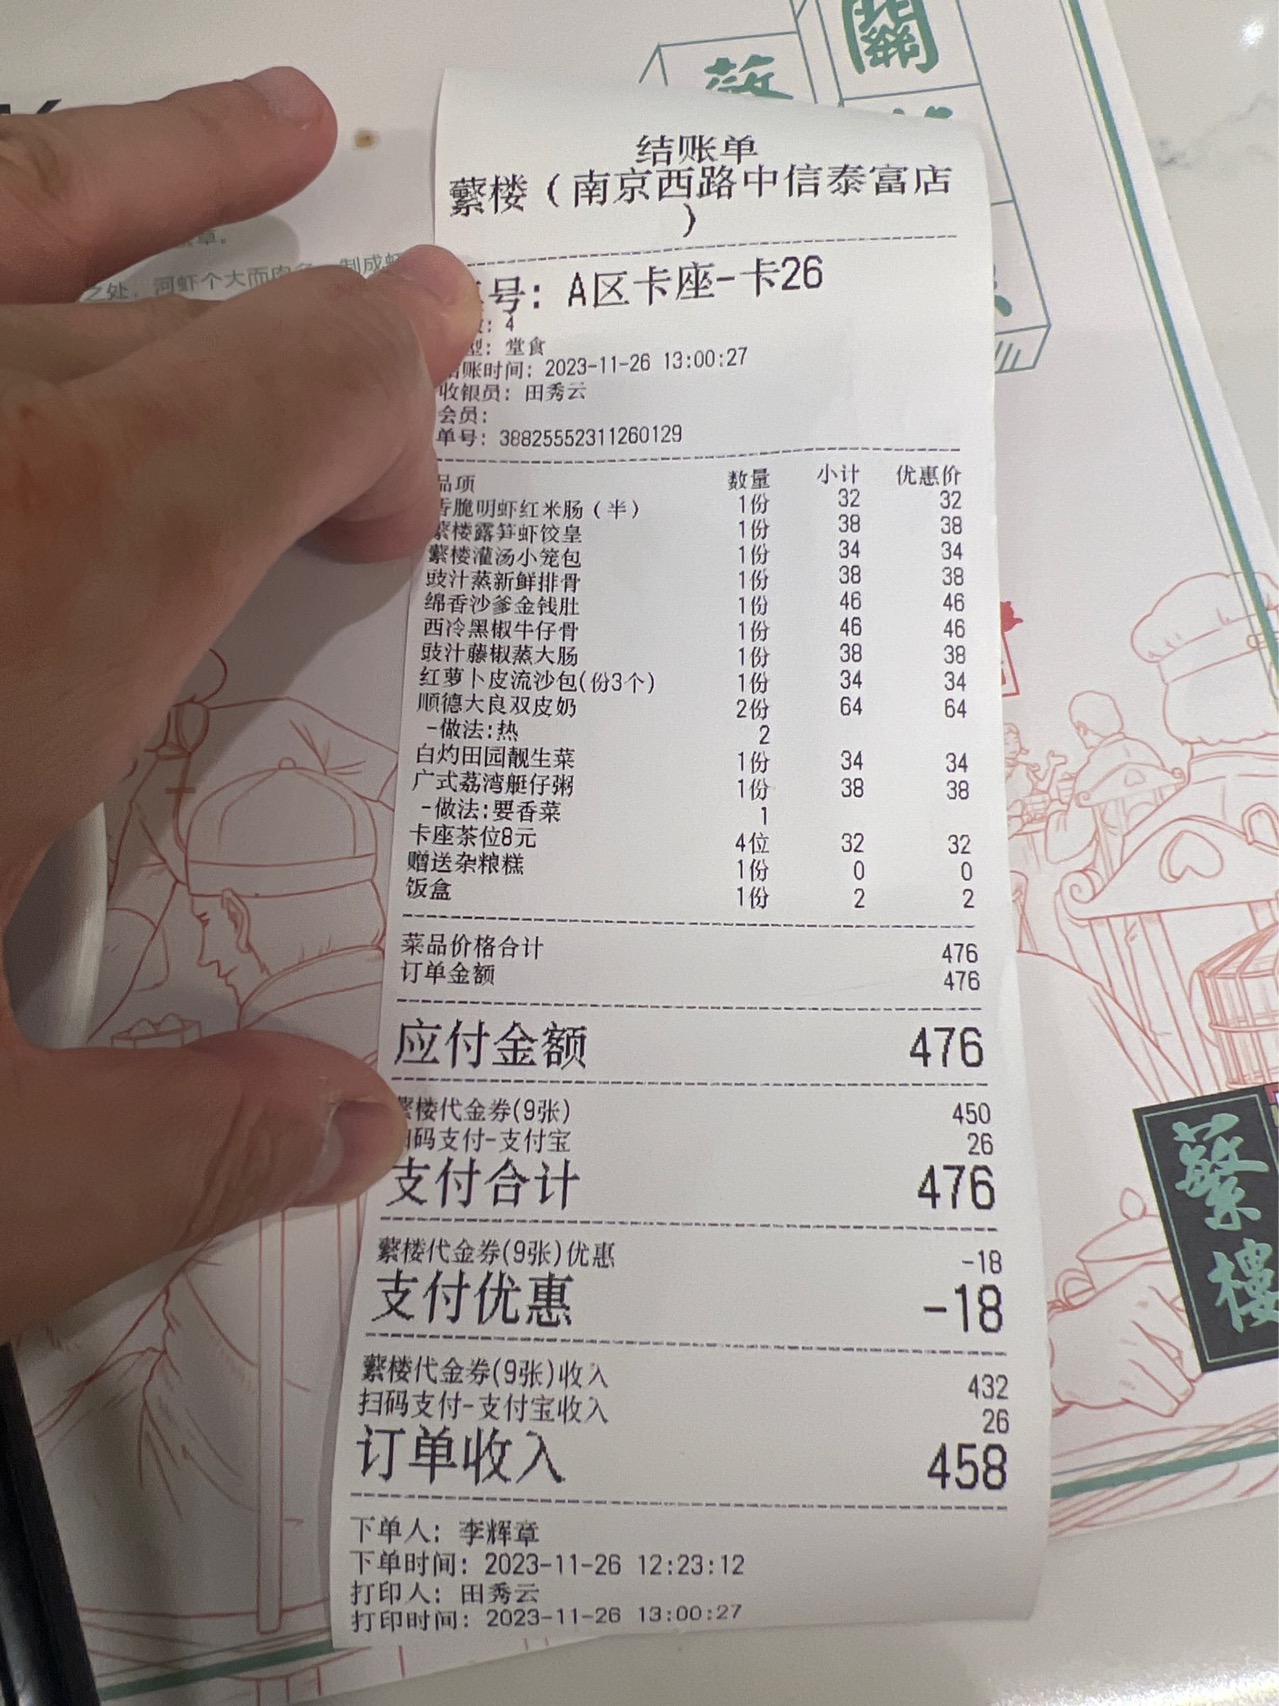 關
蘩
结账单
蘩楼（南京西路中信泰富店
）
号: A区卡座-卡26
: 4
型: 堂食
账时间: 2023-11-26 13:00:27
收银员: 田秀云
会员:
单号: 38825552311260129
品项 数量 小计 优惠价
香脆明虾红米肠（半） 1份 32 32
蘩楼露笋虾饺皇 1份 38 38
蘩楼灌汤小笼包 1份 34 34
豉汁蒸新鲜排骨 1份 38 38
绵香沙爹金钱肚 1份 46 46
西冷黑椒牛仔骨 1份 46 46
豉汁藤椒蒸大肠 1份 38 38
红萝卜皮流沙包(份3个) 1份 34 34
顺德大良双皮奶 2份 64 64
-做法:热 2
白灼田园靓生菜 1份 34 34
广式荔湾艇仔粥 1份 38 38
-做法:要香菜 1
卡座茶位8元 4位 32 32
赠送杂粮糕 1份 0 0
饭盒 1份 2 2
菜品价格合计 476
订单金额 476
应付金额 476
蘩楼代金券(9张) 450
扫码支付-支付宝 26
支付合计 476
蘩楼代金券(9张)优惠 -18
支付优惠 -18
蘩楼代金券(9张)收入 432
扫码支付-支付宝收入 26
订单收入 458
下单人: 李辉章
下单时间: 2023-11-26 12:23:12
打印人: 田秀云
打印时间: 2023-11-26 13:00:27
之处，河虾个大而肉多，制成虾
蘩樓